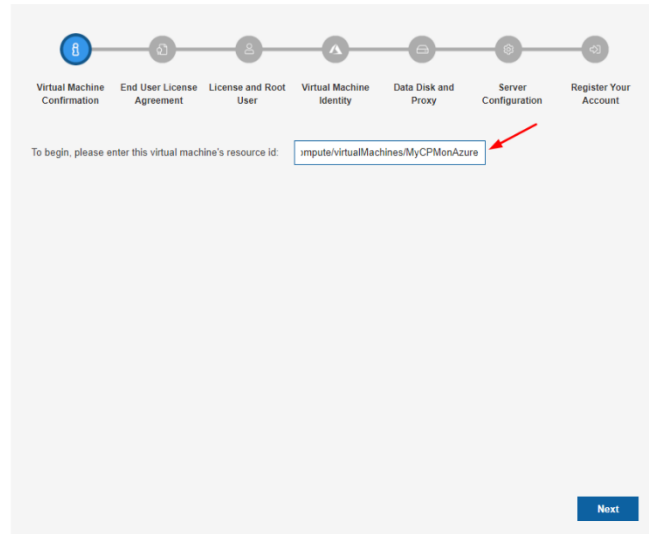 Virtual Machine Confirmation
End User License Agreement
License and Root User
Virtual Machine Identity
Data Disk and Proxy
Server Configuration
Register Your Account
To begin, please enter this virtual machine's resource id:
ompute/virtualMachines/MyCPMonAzure
Next